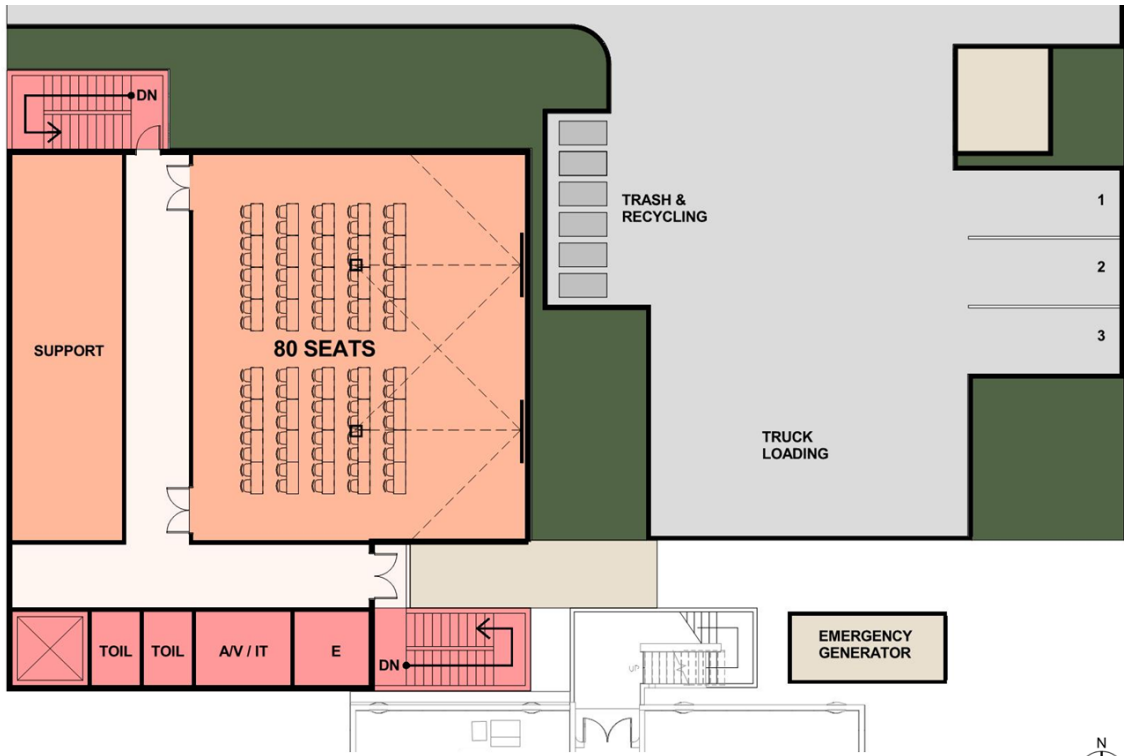 DN
TRASH &
RECYCLING
1
2
3
SUPPORT
80 SEATS
TRUCK
LOADING
TOIL
TOIL
A/V / IT
E
DN
EMERGENCY
GENERATOR
N